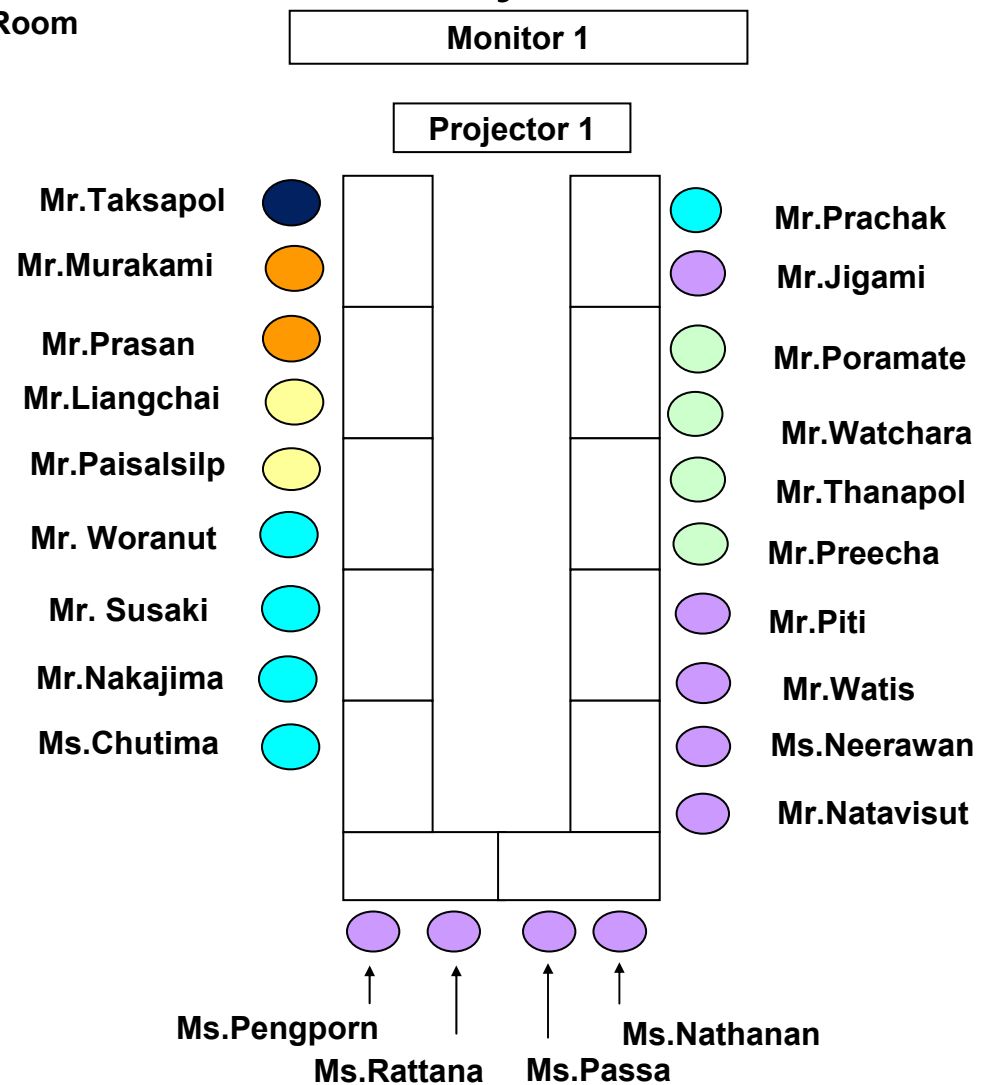 Room
Monitor 1
Projector 1
Mr.Taksapol
Mr.Murakami
Mr.Prasan
Mr.Liangchai
Mr.Paisalsilp
Mr. Woranut
Mr. Susaki
Mr.Nakajima
Ms.Chutima
Mr.Prachak
Mr.Jigami
Mr.Poramate
Mr.Watchara
Mr.Thanapol
Mr.Preecha
Mr.Piti
Mr.Watis
Ms.Neerawan
Mr.Natavisut
Ms.Pengporn
Ms.Rattana
Ms.Passa
Ms.Nathanan